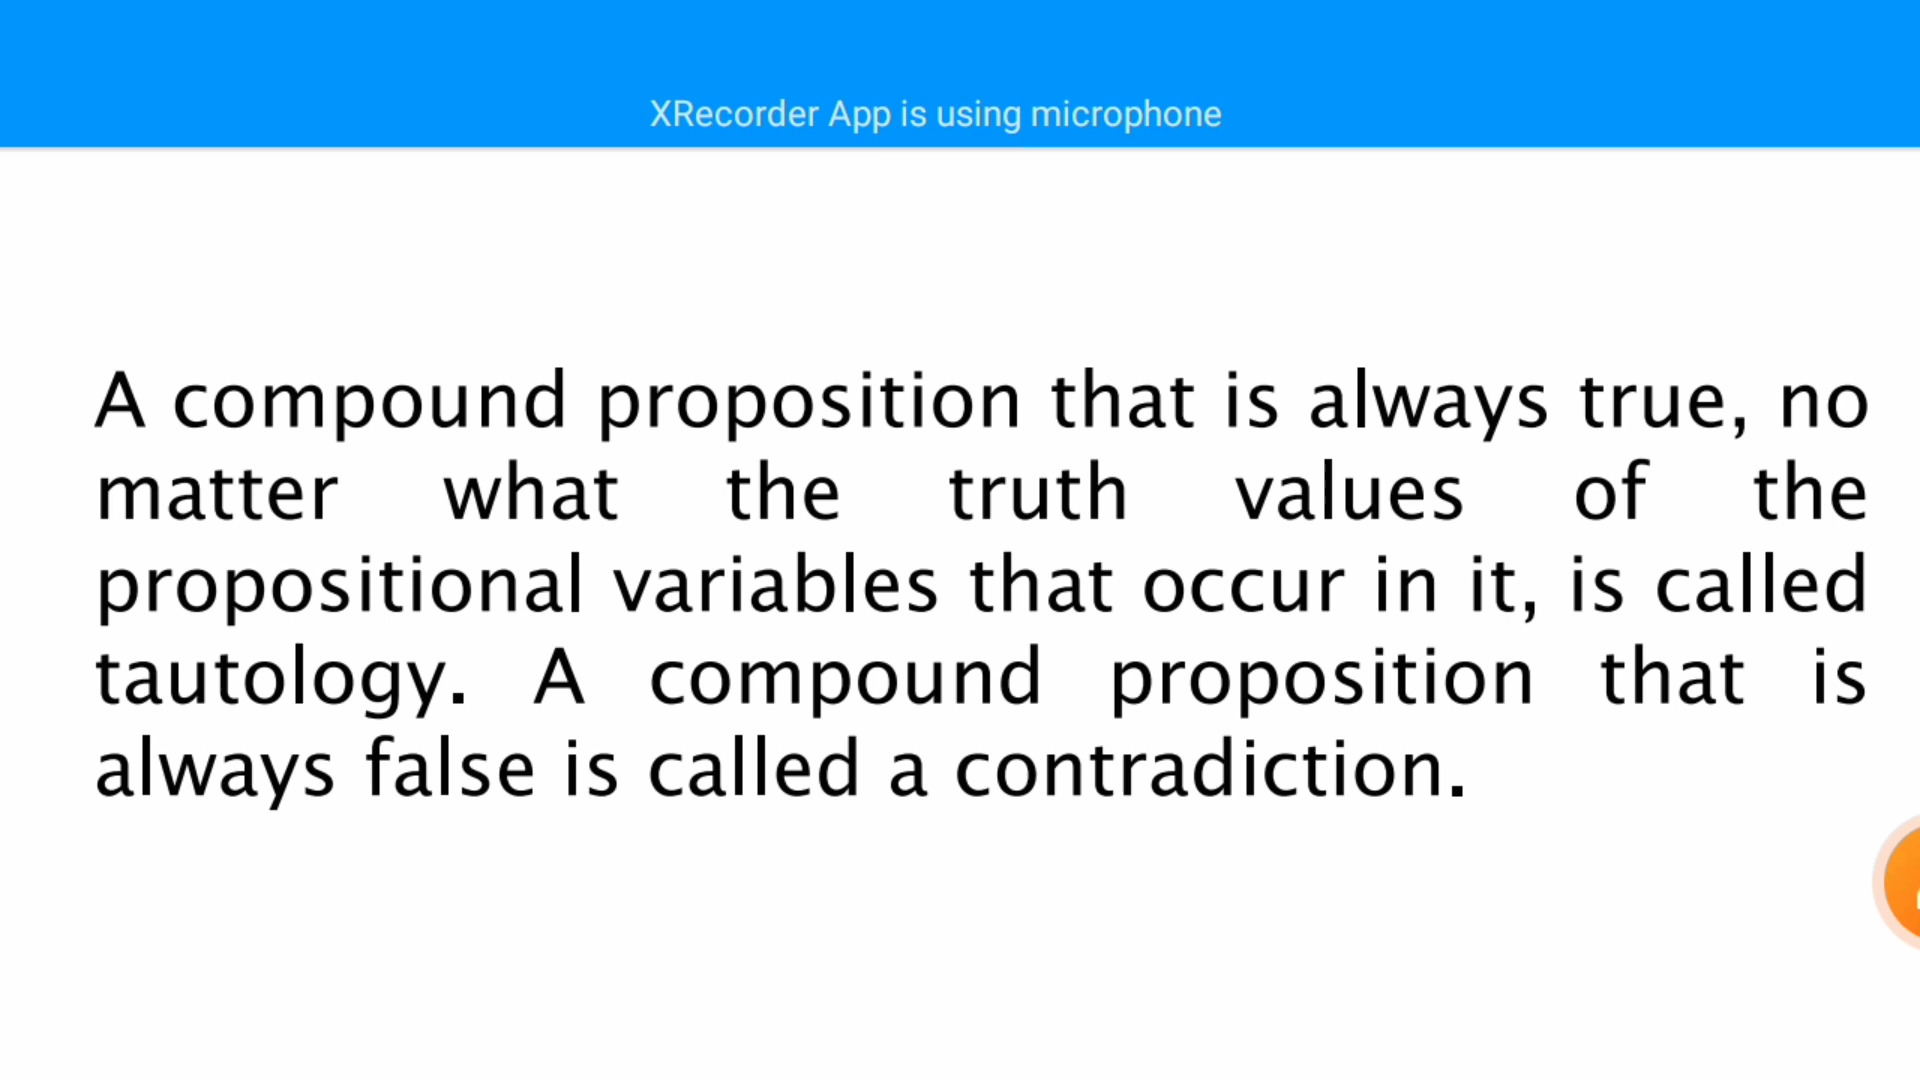 XRecorder App is using microphone
A compound proposition that is always true, no
matter what the truth values of the
propositional variables that occur in it, is called
tautology. A compound proposition that is
always false is called a contradiction.